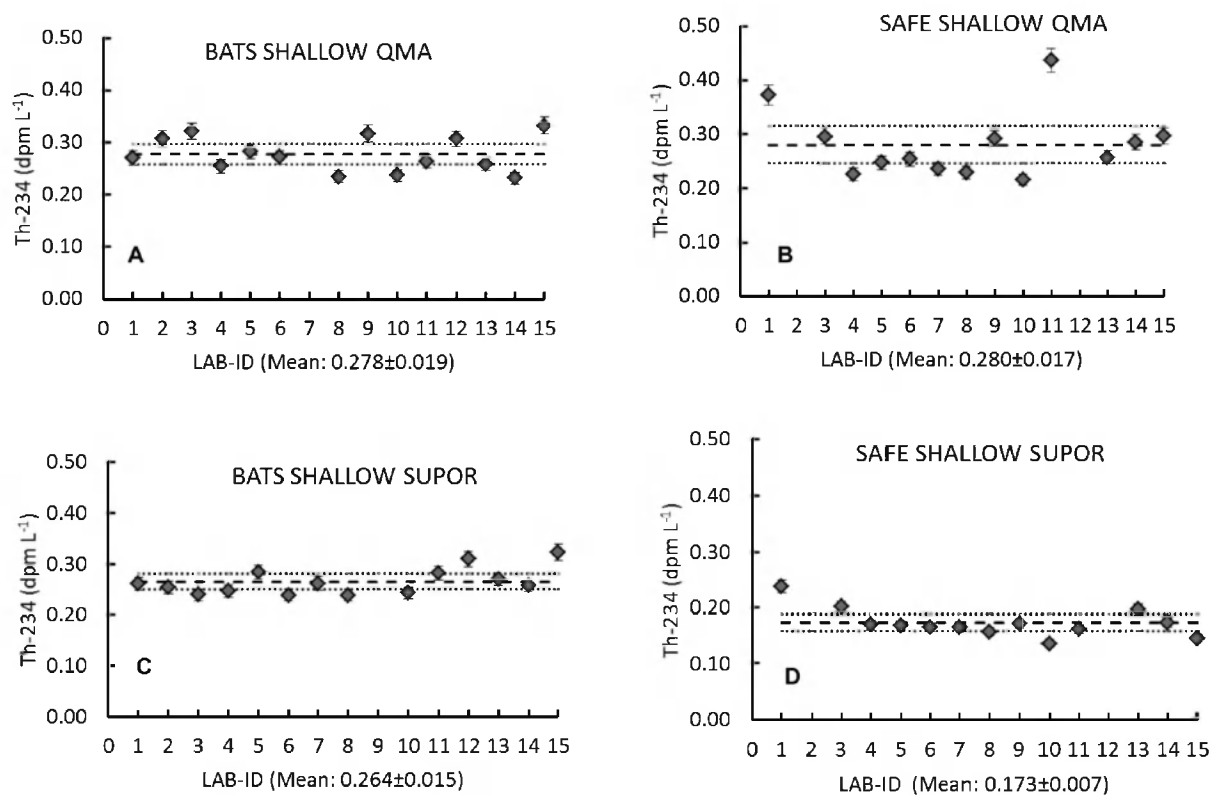 BATS SHALLOW QMA
Th-234 (dpm L⁻¹)
0.50
0.40
0.30
0.20
0.10
0.00
A
0 1 2 3 4 5 6 7 8 9 10 11 12 13 14 15
LAB-ID (Mean: 0.278±0.019)
SAFE SHALLOW QMA
Th-234 (dpm L⁻¹)
0.50
0.40
0.30
0.20
0.10
0.00
B
0 1 2 3 4 5 6 7 8 9 10 11 12 13 14 15
LAB-ID (Mean: 0.280±0.017)
BATS SHALLOW SUPOR
Th-234 (dpm L⁻¹)
0.50
0.40
0.30
0.20
0.10
0.00
C
0 1 2 3 4 5 6 7 8 9 10 11 12 13 14 15
LAB-ID (Mean: 0.264±0.015)
SAFE SHALLOW SUPOR
Th-234 (dpm L⁻¹)
0.50
0.40
0.30
0.20
0.10
0.00
D
0 1 2 3 4 5 6 7 8 9 10 11 12 13 14 15
LAB-ID (Mean: 0.173±0.007)